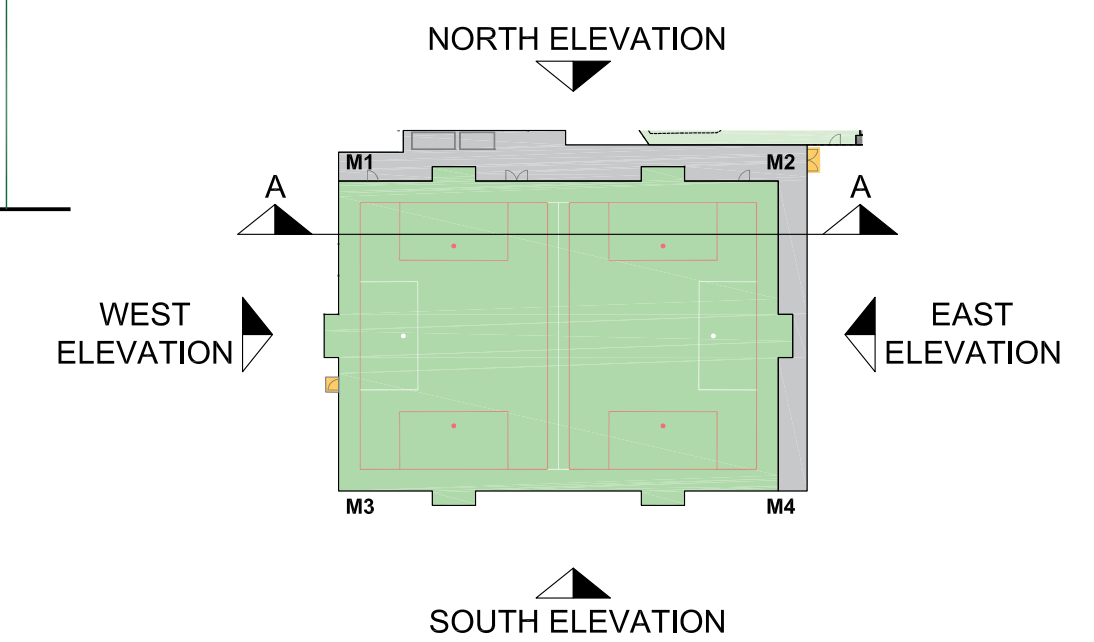 NORTH ELEVATION
M1
M2
A
A
WEST
ELEVATION
EAST
ELEVATION
M3
M4
SOUTH ELEVATION